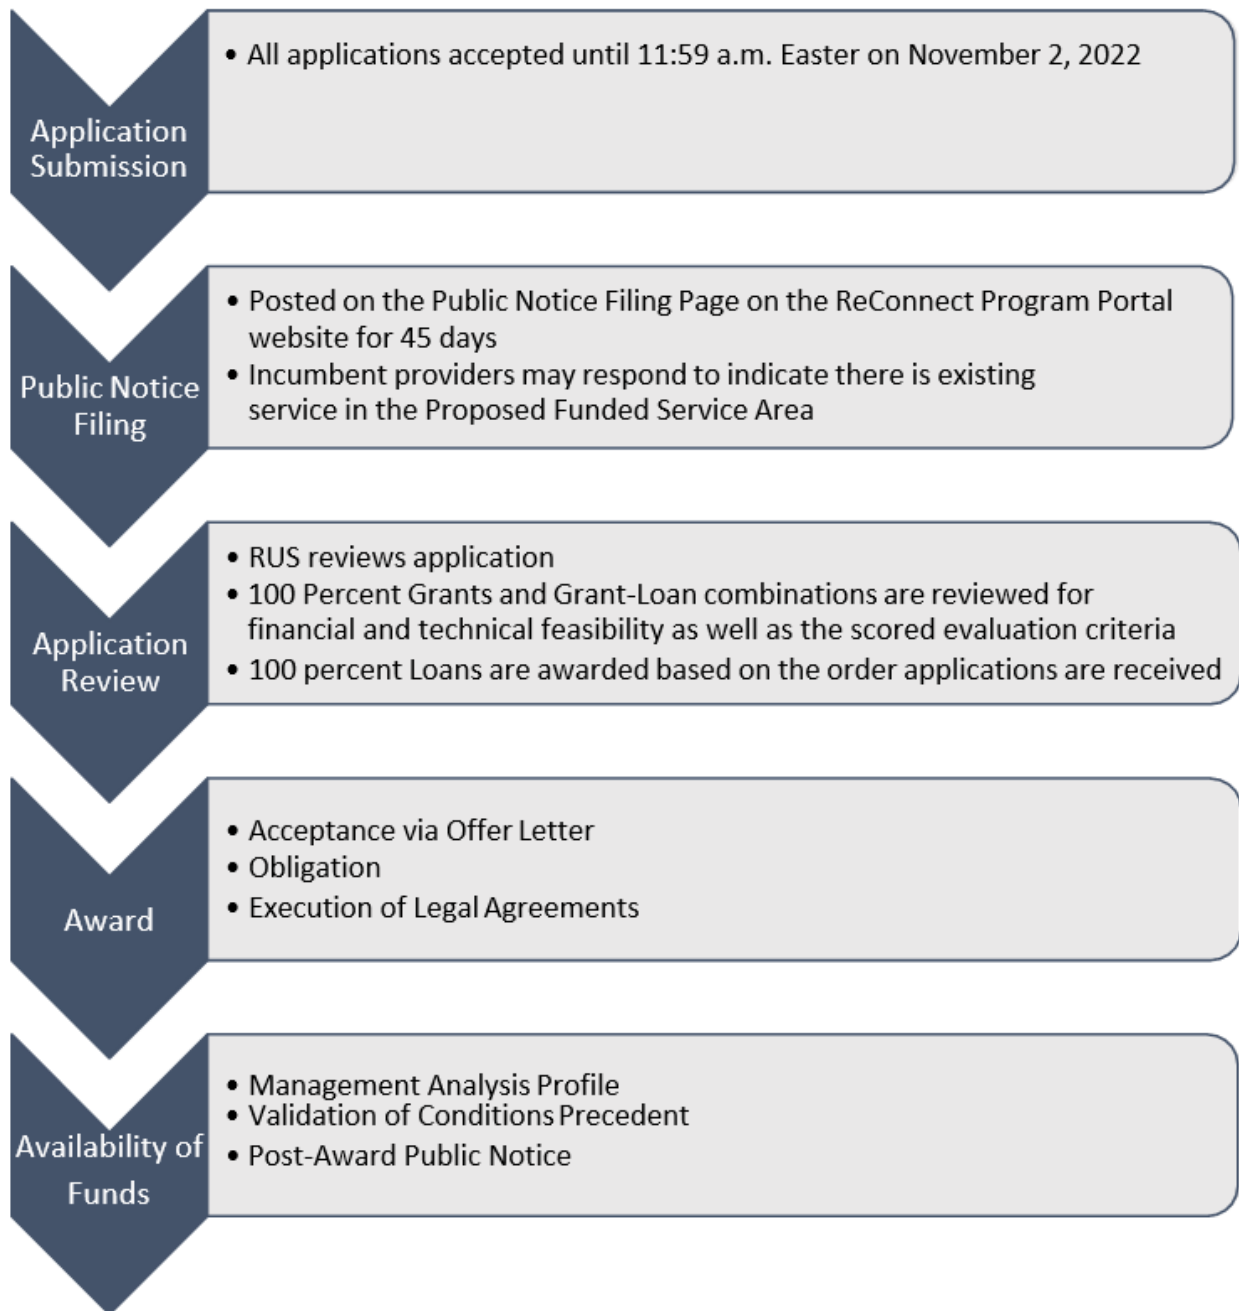 Application
Submission
• All applications accepted until 11:59 a.m. Easter on November 2, 2022
Public Notice
Filing
• Posted on the Public Notice Filing Page on the ReConnect Program Portal
website for 45 days
• Incumbent providers may respond to indicate there is existing
service in the Proposed Funded Service Area
Application
Review
• RUS reviews application
• 100 Percent Grants and Grant-Loan combinations are reviewed for
financial and technical feasibility as well as the scored evaluation criteria
• 100 percent Loans are awarded based on the order applications are received
Award
• Acceptance via Offer Letter
• Obligation
• Execution of Legal Agreements
Availability of
Funds
• Management Analysis Profile
• Validation of Conditions Precedent
• Post-Award Public Notice